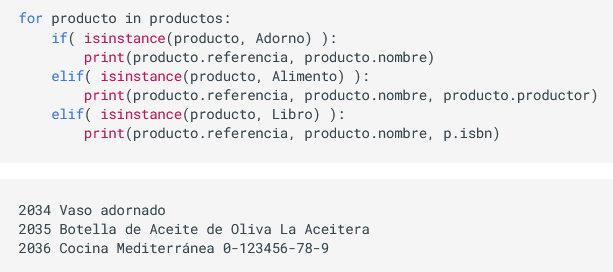 for producto in productos:
    if( isinstance(producto, Adorno) ):
        print(producto.referencia, producto.nombre)
    elif( isinstance(producto, Alimento) ):
        print(producto.referencia, producto.nombre, producto.productor)
    elif( isinstance(producto, Libro) ):
        print(producto.referencia, producto.nombre, p.isbn)
2034 Vaso adornado
2035 Botella de Aceite de Oliva La Aceitera
2036 Cocina Mediterránea 0-123456-78-9